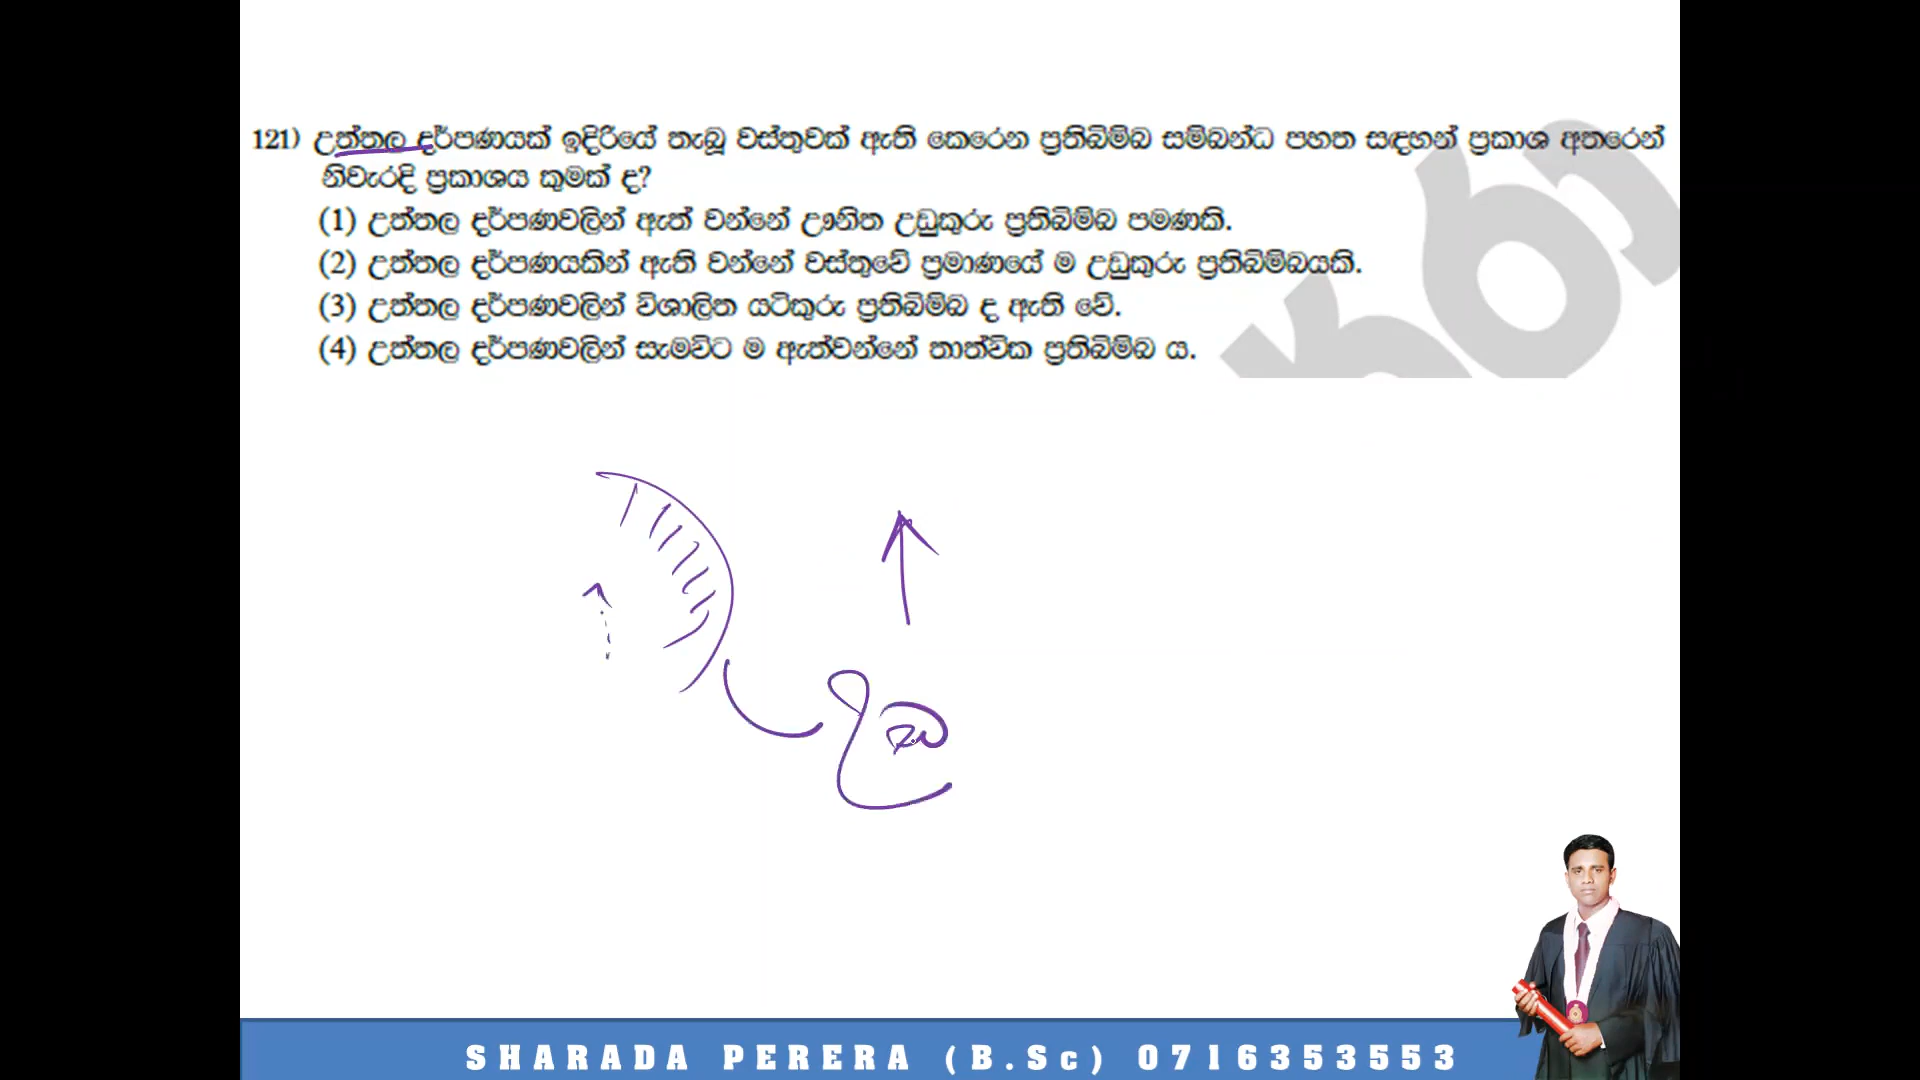 121) උත්තල දර්පණයක් ඉදිරියේ තැබූ වස්තුවක් ඇති කෙරෙන ප්‍රතිබිම්බ සම්බන්ධ පහත සඳහන් ප්‍රකාශ අතරෙන්
නිවැරදි ප්‍රකාශය කුමක් ද?
(1) උත්තල දර්පණවලින් ඇත් වන්නේ ඌනිත උඩුකුරු ප්‍රතිබිම්බ පමණකි.
(2) උත්තල දර්පණයකින් ඇති වන්නේ වස්තුවේ ප්‍රමාණයේ ම උඩුකුරු ප්‍රතිබිම්බයකි.
(3) උත්තල දර්පණවලින් විශාලිත යටිකුරු ප්‍රතිබිම්බ ද ඇති වේ.
(4) උත්තල දර්පණවලින් සැමවිට ම ඇත්වන්නේ තාත්වික ප්‍රතිබිම්බ ය.
SHARADA PERERA (B.Sc) 0716353553